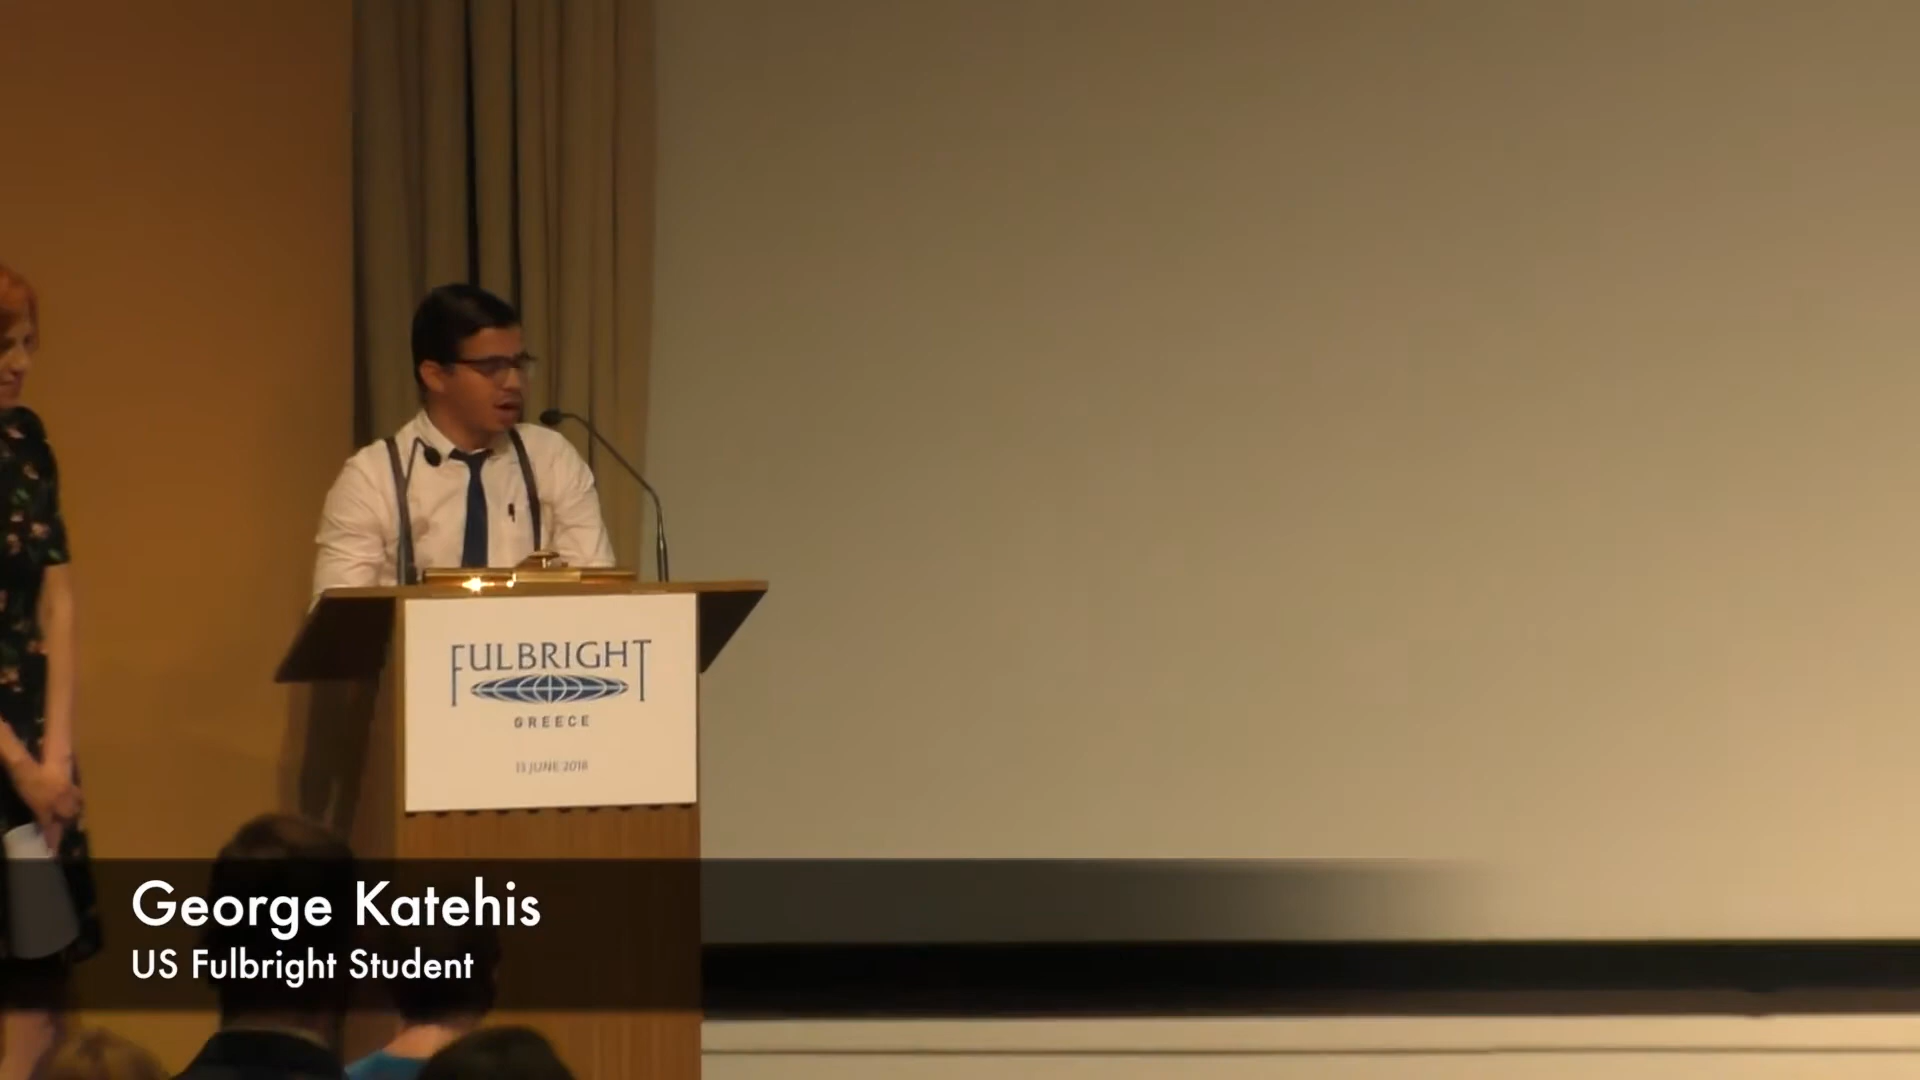 FULBRIGHT
GREECE
13 JUNE 2018
George Katehis
US Fulbright Student